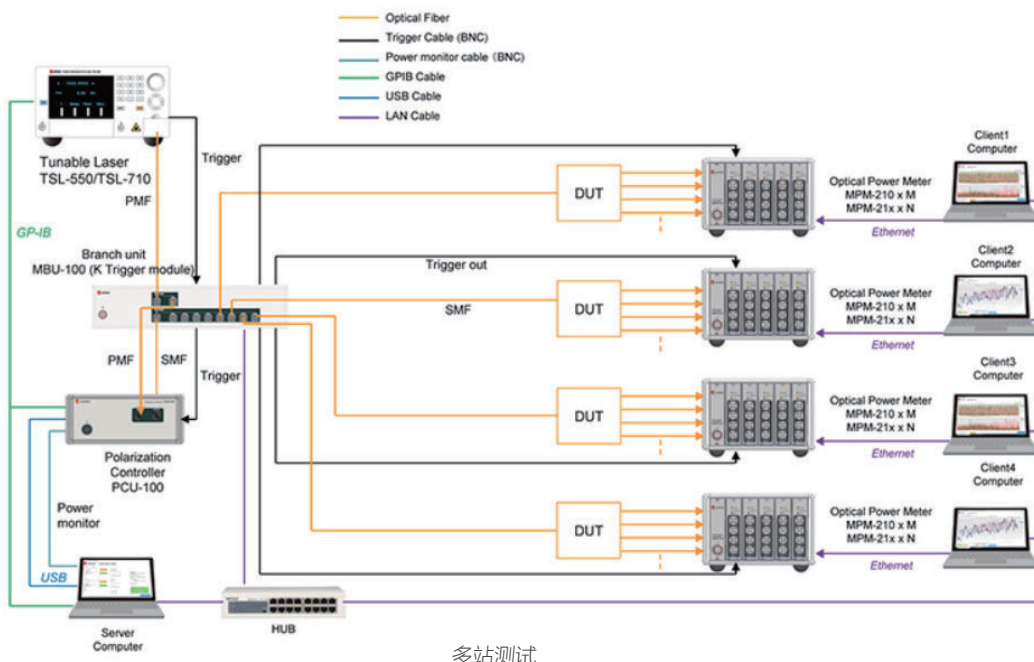 Optical Fiber
Trigger Cable (BNC)
Power monitor cable (BNC)
GPIB Cable
USB Cable
LAN Cable
Tunable Laser
TSL-550/TSL-710
Trigger
PMF
GP-IB
Branch unit
MBU-100 (K Trigger module)
PMF
SMF
Trigger
Polarization
Controller
PCU-100
Power
monitor
USB
Server
Computer
HUB
Trigger out
SMF
DUT
Optical Power Meter
MPM-210 x M
MPM-21x x N
Ethernet
Client1
Computer
DUT
Optical Power Meter
MPM-210 x M
MPM-21x x N
Ethernet
Client2
Computer
DUT
Optical Power Meter
MPM-210 x M
MPM-21x x N
Ethernet
Client3
Computer
DUT
Optical Power Meter
MPM-210 x M
MPM-21x x N
Ethernet
Client4
Computer
多站测试